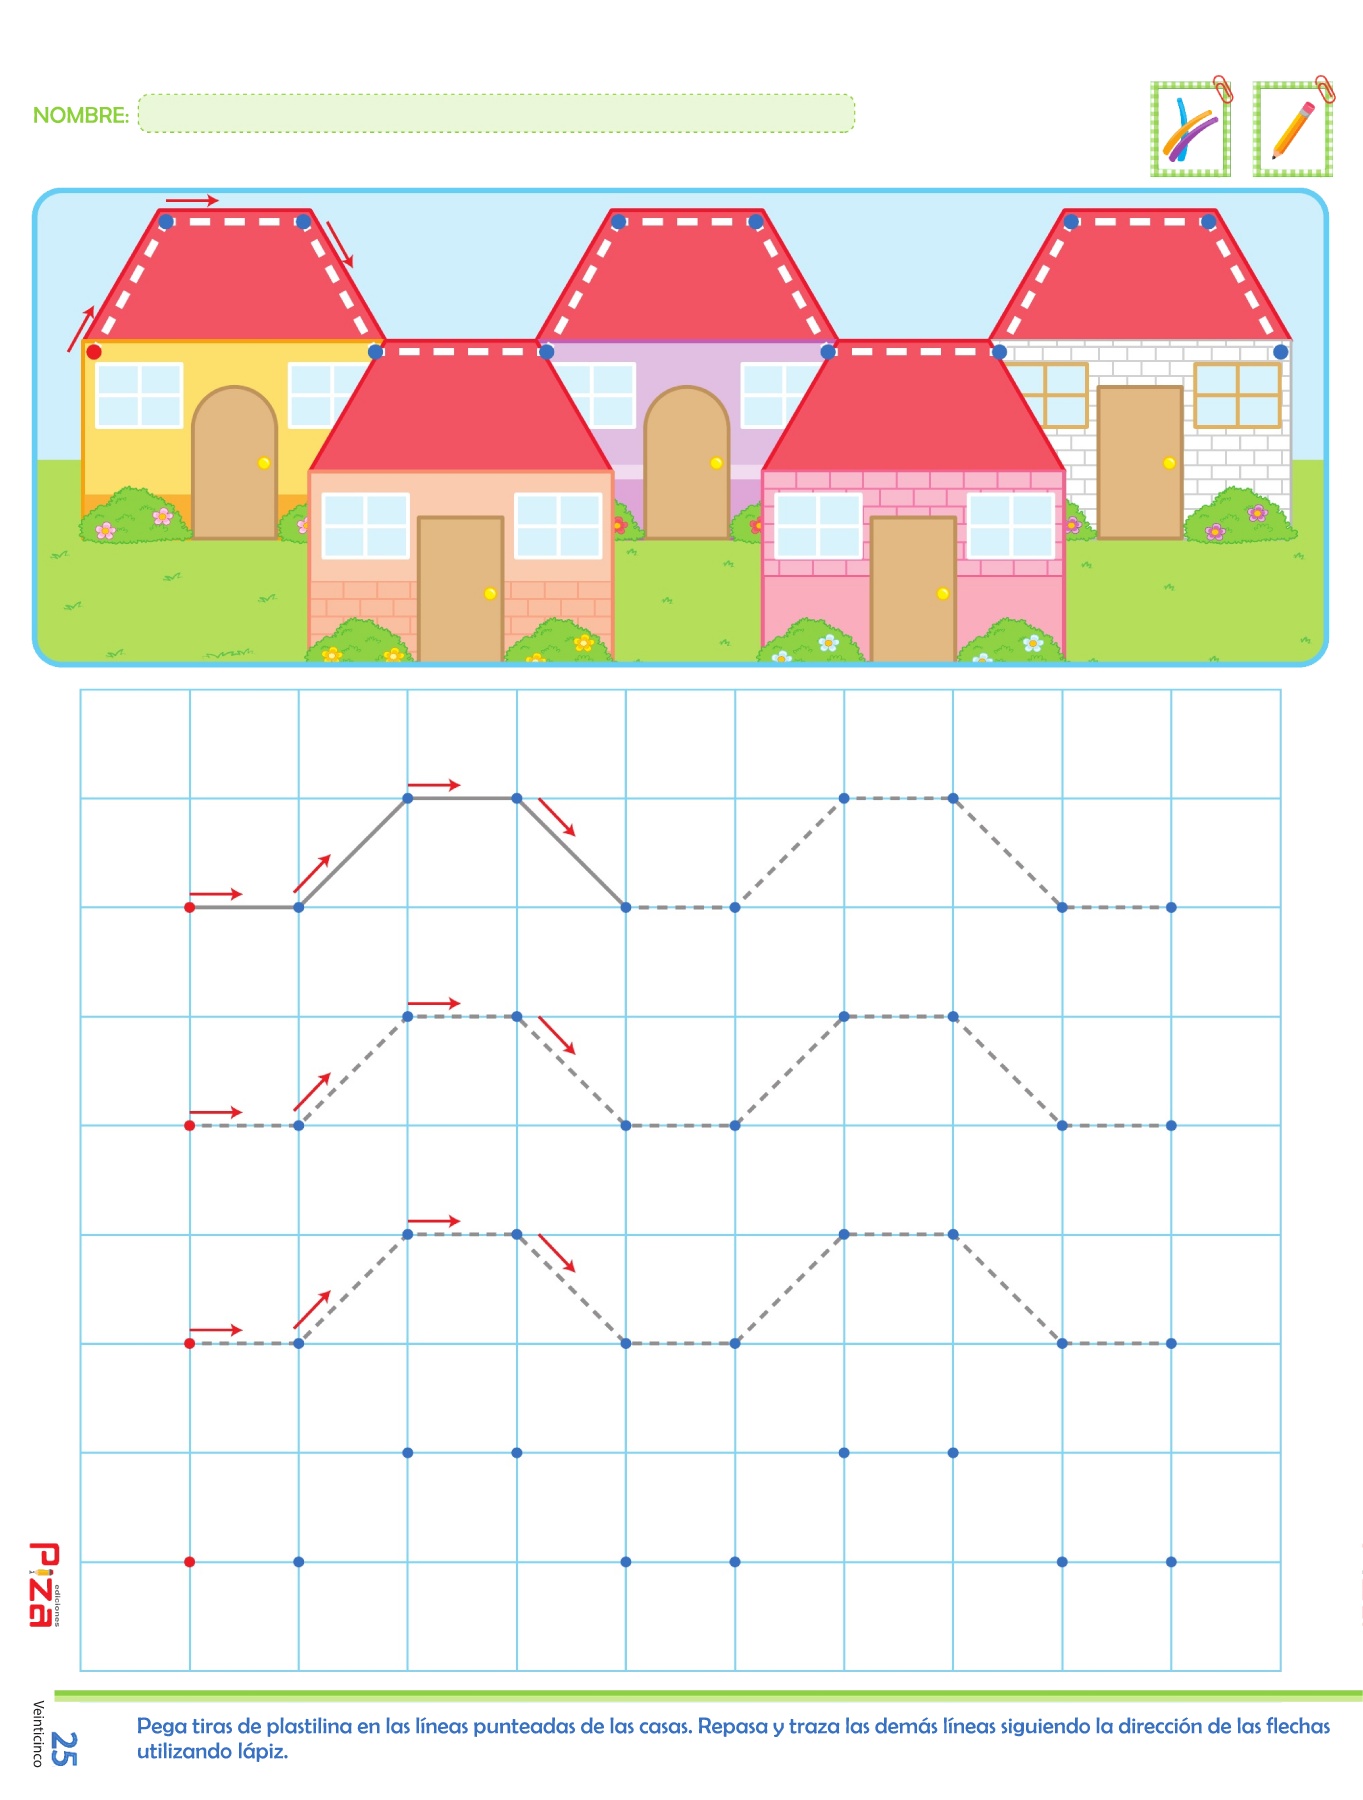 NOMBRE:
Piza
ediciones
25
Veinticinco
Pega tiras de plastilina en las líneas punteadas de las casas. Repasa y traza las demás líneas siguiendo la dirección de las flechas
utilizando lápiz.